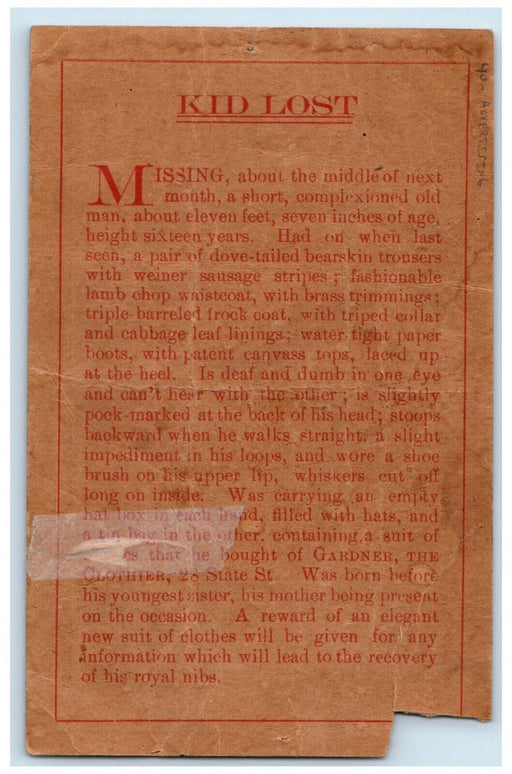 KID LOST
MISSING, about the middle of next
month, a short, complexioned old
man, about eleven feet, seven inches of age,
height sixteen years. Had on when last
seen, a pair of dove-tailed bearskin trousers
with weiner sausage stripes; fashionable
lamb chop waistcoat, with brass trimmings;
triple barreled frock coat, with triped collar
and cabbage leaf linings; water tight paper
boots, with patent canvass tops, laced up
at the heel. Is deaf and dumb in one eye
and can't hear with the other; is slightly
pock-marked at the back of his head; stoops
backward when he walks straight, a slight
impediment in his loops, and wore a shoe
brush on his upper lip, whiskers cut off
long on inside. Was carrying an empty
hat box in each hand, filled with hats, and
a tin bag in the other, containing a suit of
es that he bought of GARDNER, THE
CLOTHIER, 28 State St Was born before
his youngest sister, his mother being present
on the occasion. A reward of an elegant
new suit of clothes will be given for any
information which will lead to the recovery
of his royal nibs.
40- ADVERSISING